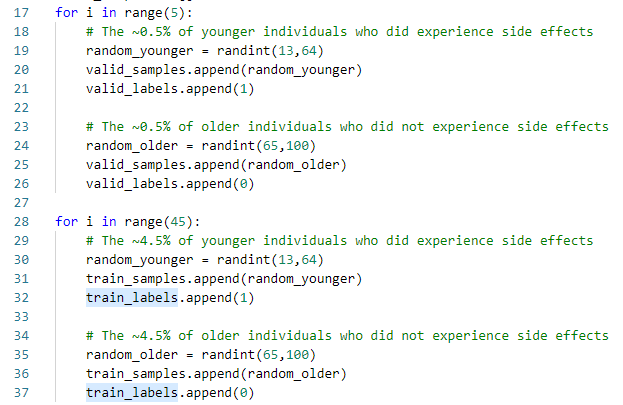 17 for i in range(5):
18     # The ~0.5% of younger individuals who did experience side effects
19     random_younger = randint(13,64)
20     valid_samples.append(random_younger)
21     valid_labels.append(1)
22
23     # The ~0.5% of older individuals who did not experience side effects
24     random_older = randint(65,100)
25     valid_samples.append(random_older)
26     valid_labels.append(0)
27
28 for i in range(45):
29     # The ~4.5% of younger individuals who did experience side effects
30     random_younger = randint(13,64)
31     train_samples.append(random_younger)
32     train_labels.append(1)
33
34     # The ~4.5% of older individuals who did not experience side effects
35     random_older = randint(65,100)
36     train_samples.append(random_older)
37     train_labels.append(0)